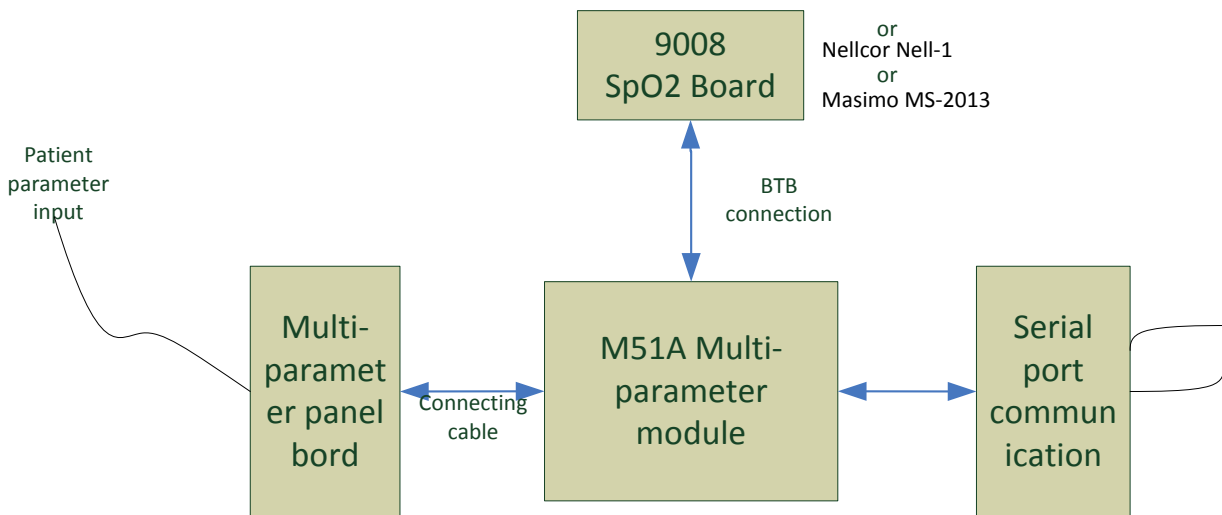 9008
SpO2 Board
or
Nellcor Nell-1
or
Masimo MS-2013
Patient
parameter
input
BTB
connection
Multi-
paramet
er panel
bord
Connecting
cable
M51A Multi-
parameter
module
Serial
port
commun
ication